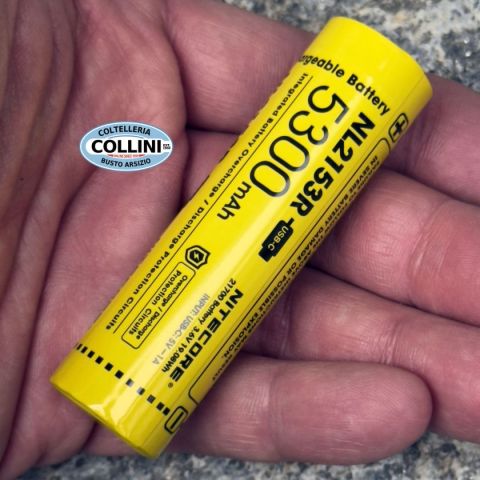 COLTELLERIA
COLLINI
BUSTO ARSIZIO
Rechargeable Battery
5300 mAh
NL2153R
USB-C
Integrated Battery Overcharge / Discharge Protection Circuits
Overcharge / Discharge
Protection Circuits
NITECORE®
21700 Battery 3.6V 19.08Wh
INPUT: USB-C: 5V⎓1A